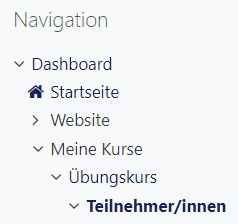 Navigation
Dashboard
Startseite
Website
Meine Kurse
Übungskurs
Teilnehmer/innen